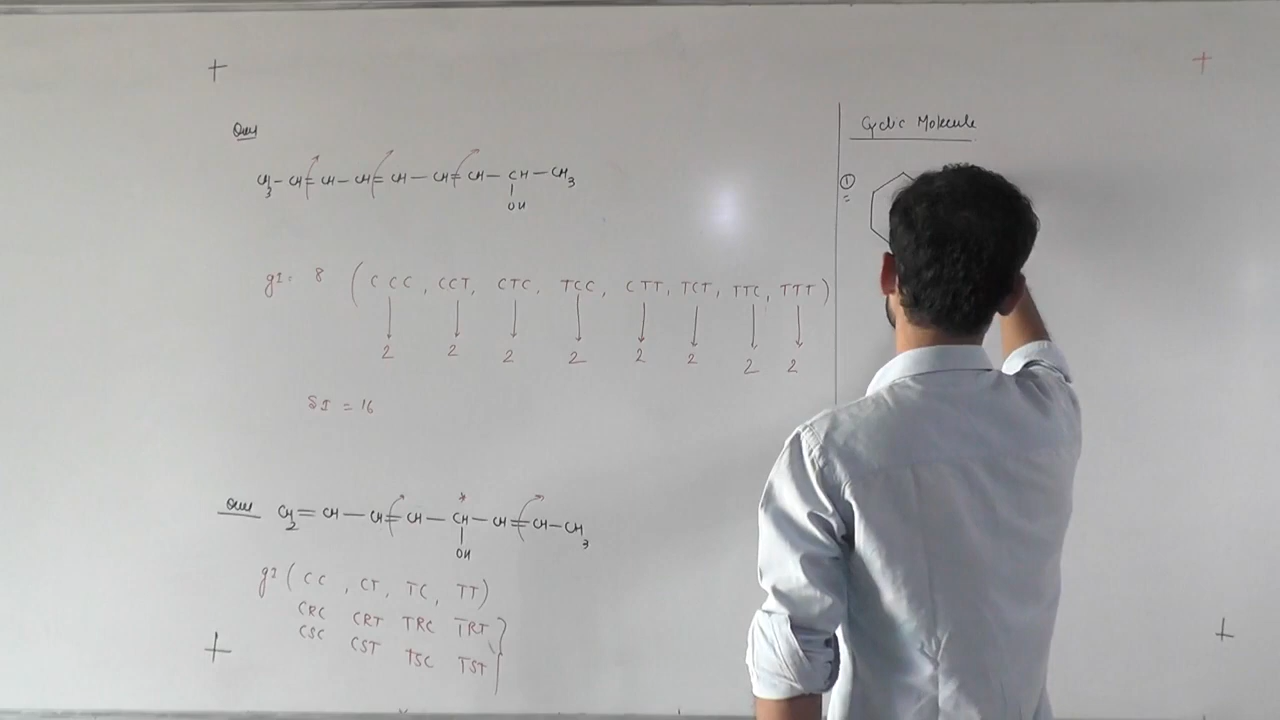 Ques
CH3-CH=CH-CH=CH-CH=CH-CH-CH3
OH
gI= 8 (CCC, CCT, CTC, TCC, CTT, TCT, TTC, TTT)
2 2 2 2 2 2 2 2
SI = 16
Ques CH2=CH-CH=CH-CH-CH=CH-CH3
*
OH
gI (CC, CT, TC, TT)
CRC CRT TRC TRT
CSC CST TSC TST
Cyclic Molecule
1